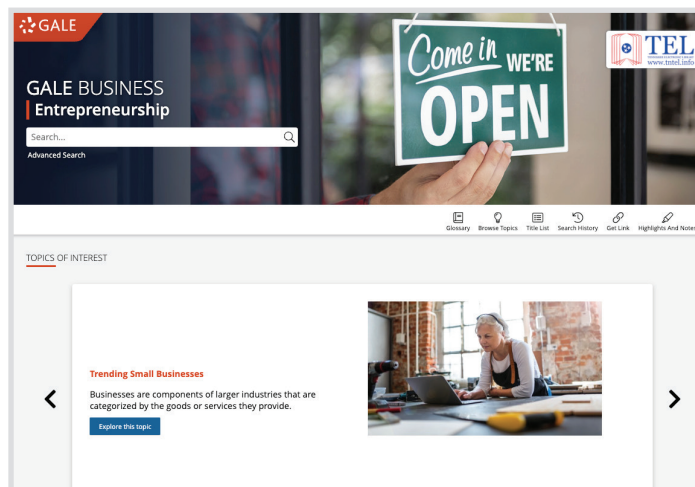 GALE
Come in WE'RE
OPEN
TEL
www.tntel.info
GALE BUSINESS
Entrepreneurship
Search...
Advanced Search
Glossary
Browse Topics
Title List
Search History
Get Link
Highlights And Notes
TOPICS OF INTEREST
Trending Small Businesses
Businesses are components of larger industries that are
categorized by the goods or services they provide.
Explore this topic